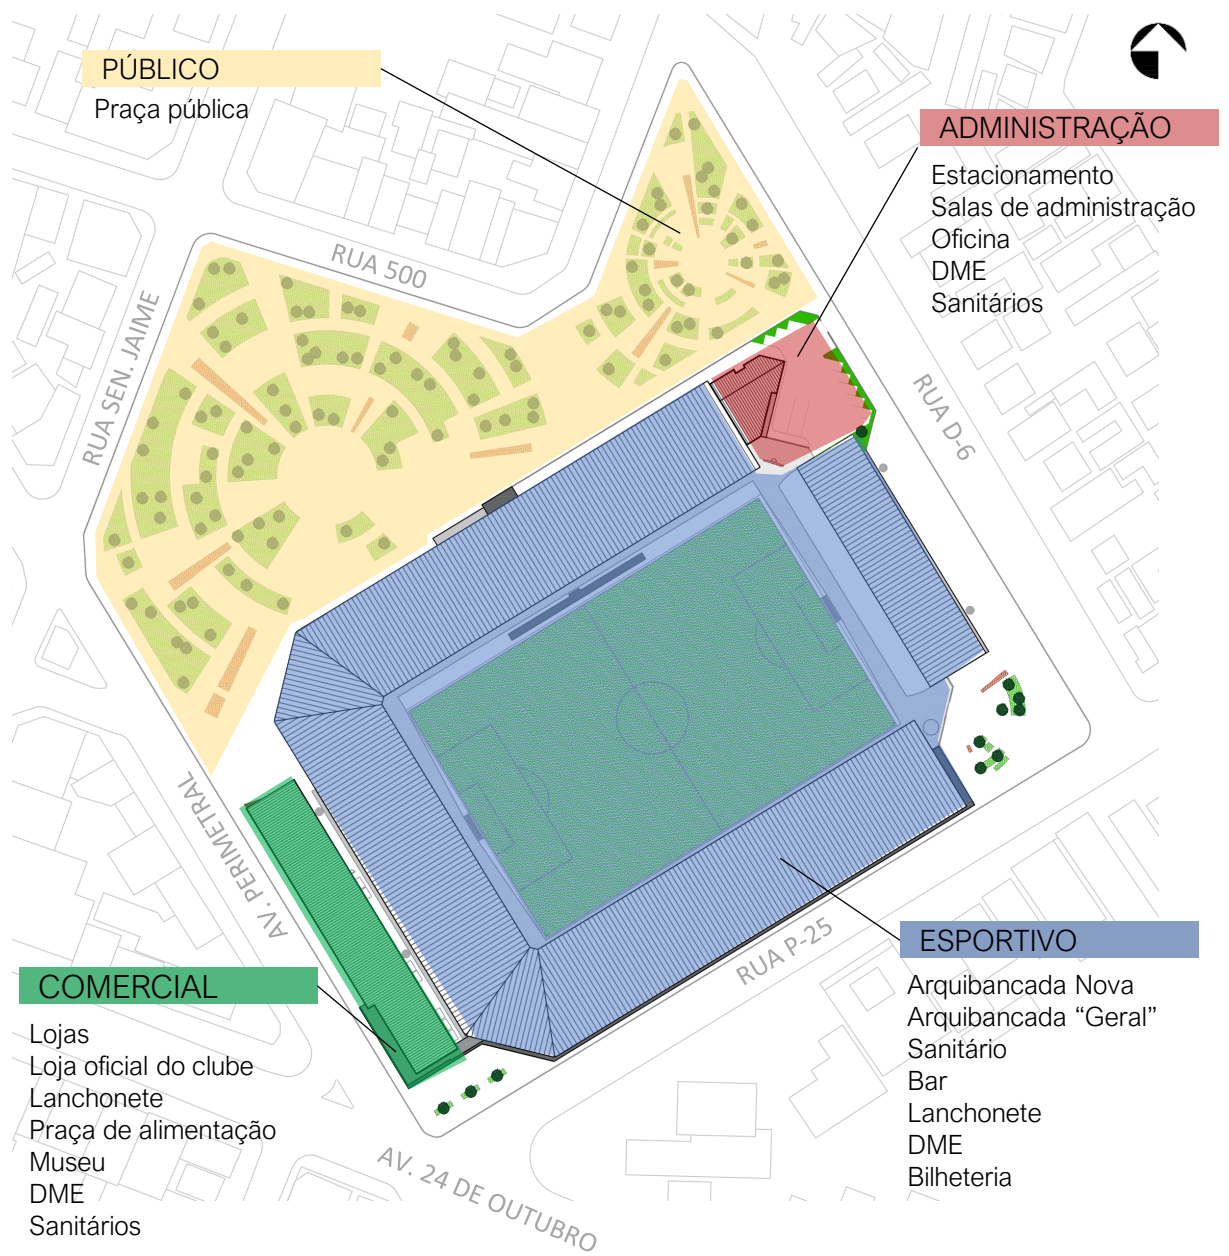 PÚBLICO
Praça pública
ADMINISTRAÇÃO
Estacionamento
Salas de administração
Oficina
DME
Sanitários
RUA 500
RUA SEN. JAIME
RUA D-6
AV. PERIMETRAL
RUA P-25
ESPORTIVO
Arquibancada Nova
Arquibancada “Geral”
Sanitário
Bar
Lanchonete
DME
Bilheteria
COMERCIAL
Lojas
Loja oficial do clube
Lanchonete
Praça de alimentação
Museu
DME
Sanitários
AV. 24 DE OUTUBRO